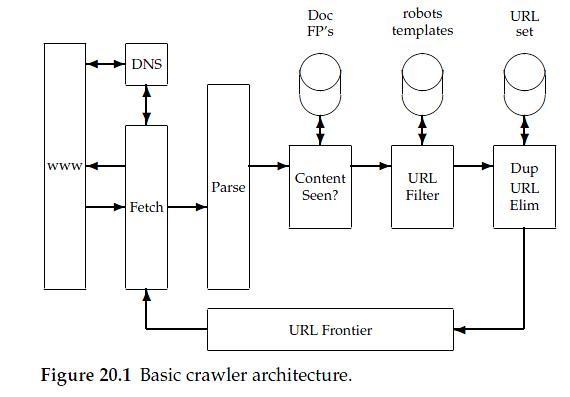 Doc
FP's
robots
templates
URL
set
DNS
www
Fetch
Parse
Content
Seen?
URL
Filter
Dup
URL
Elim
URL Frontier
Figure 20.1 Basic crawler architecture.